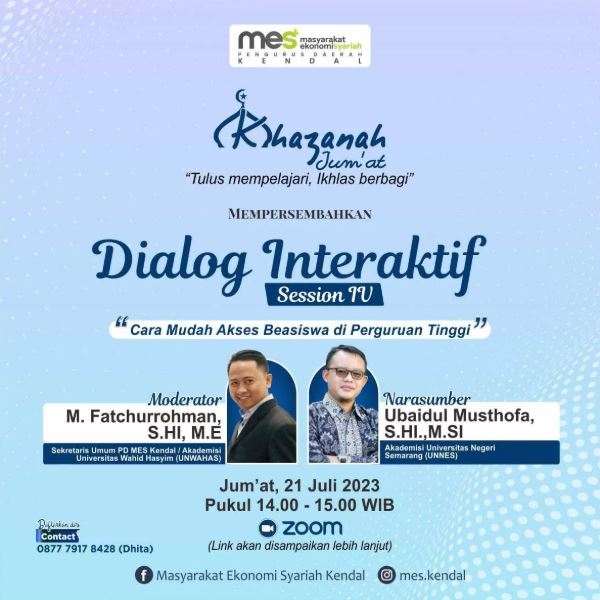 mes masyarakat
ekonomisyariah
PENGURUS DAERAH
KENDAL
Khazanah
Jum'at
"Tulus mempelajari, Ikhlas berbagi"
MEMPERSEMBAHKAN
Dialog Interaktif
Session IV
"Cara Mudah Akses Beasiswa di Perguruan Tinggi"
Moderator
M. Fatchurrohman,
S.HI, M.E
Sekretaris Umum PD MES Kendal / Akademisi
Universitas Wahid Hasyim (UNWAHAS)
Narasumber
Ubaidul Musthofa,
S.HI.,M.SI
Akademisi Universitas Negeri
Semarang (UNNES)
Jum'at, 21 Juli 2023
Pukul 14.00 - 15.00 WIB
zoom
(Link akan disampaikan lebih lanjut)
Daftarkan diri
Contact
0877 7917 8428 (Dhita)
Masyarakat Ekonomi Syariah Kendal
mes.kendal